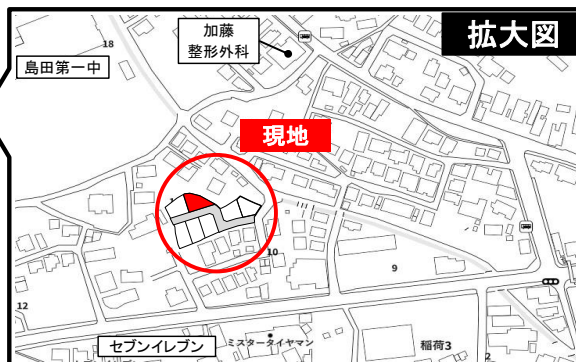 拡大図
加藤
整形外科
18
島田第一中
現地
10
9
12
セブンイレブン
ミスタータイヤマン
稲荷3
2